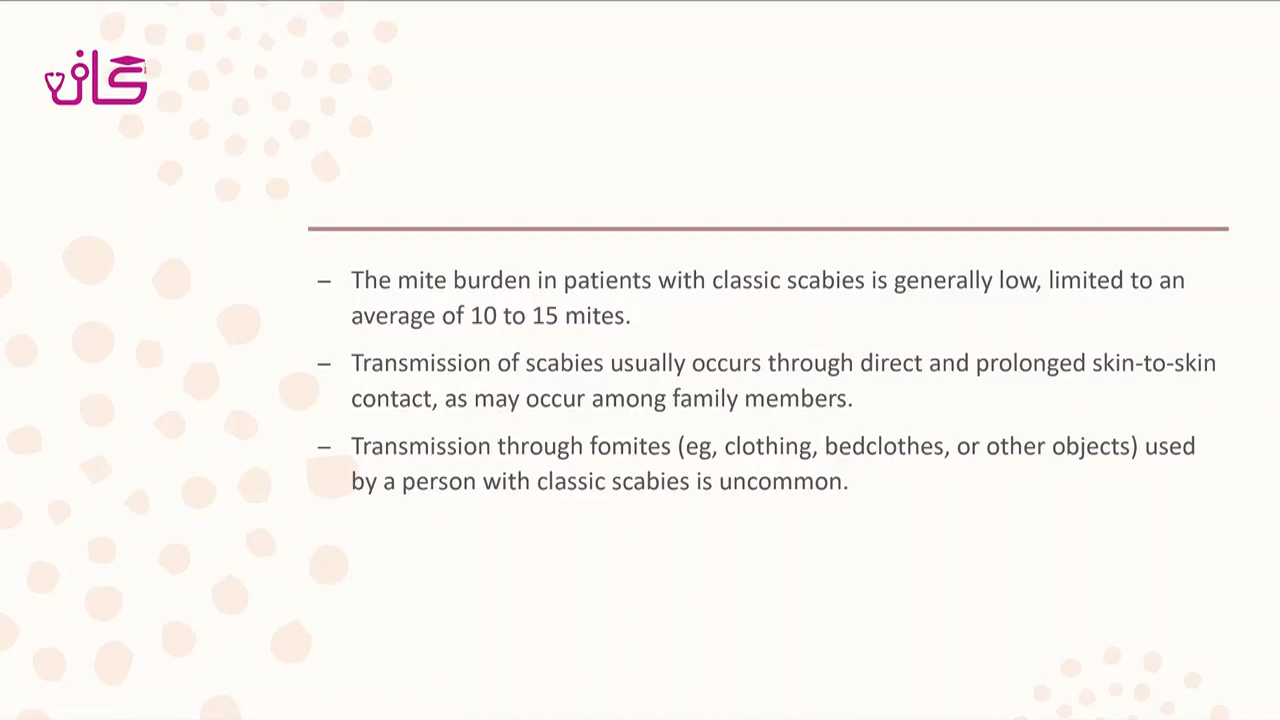 كان
– The mite burden in patients with classic scabies is generally low, limited to an
average of 10 to 15 mites.
– Transmission of scabies usually occurs through direct and prolonged skin-to-skin
contact, as may occur among family members.
– Transmission through fomites (eg, clothing, bedclothes, or other objects) used
by a person with classic scabies is uncommon.